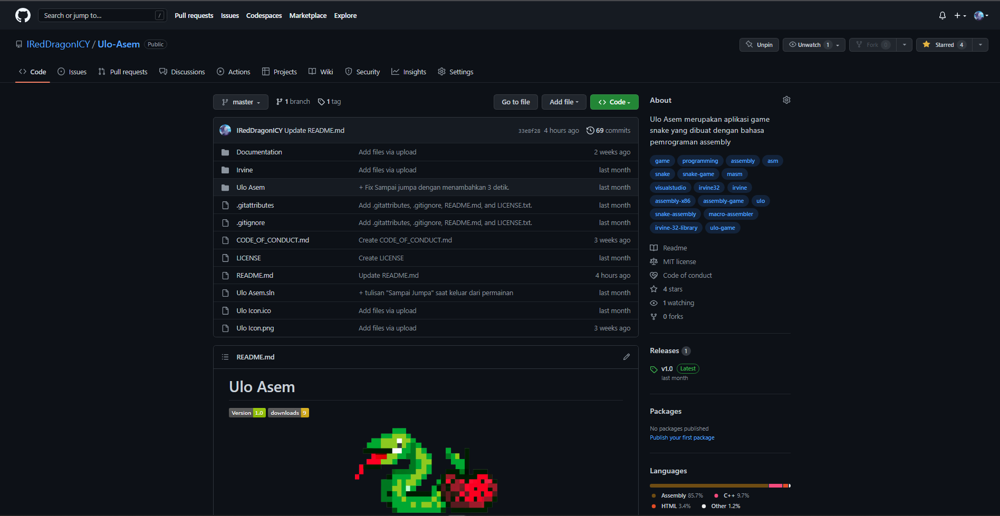 Search or jump to... /
Pull requests Issues Codespaces Marketplace Explore
IRedDragonICY / Ulo-Asem Public
Unpin Unwatch 1 Fork 0 Starred 4
Code Issues Pull requests Discussions Actions Projects Wiki Security Insights Settings
master 1 branch 1 tag Go to file Add file Code
IRedDragonICY Update README.md 33e8f28 4 hours ago 69 commits
Documentation Add files via upload 2 weeks ago
Irvine Add files via upload last month
Ulo Asem + Fix Sampai jumpa dengan menambahkan 3 detik. last month
.gitattributes Add .gitattributes, .gitignore, README.md, and LICENSE.txt. last month
.gitignore Add .gitattributes, .gitignore, README.md, and LICENSE.txt. last month
CODE_OF_CONDUCT.md Create CODE_OF_CONDUCT.md 3 weeks ago
LICENSE Create LICENSE last month
README.md Update README.md 4 hours ago
Ulo Asem.sln + tulisan "Sampai Jumpa" saat keluar dari permainan last month
Ulo Icon.ico Add files via upload last month
Ulo Icon.png Add files via upload 3 weeks ago
README.md
Ulo Asem
Version 1.0 downloads 9
About
Ulo Asem merupakan aplikasi game
snake yang dibuat dengan bahasa
pemrograman assembly
game programming assembly asm
snake snake-game masm
visualstudio irvine32 irvine
assembly-x86 assembly-game ulo
snake-assembly macro-assembler
irvine-32-library ulo-game
Readme
MIT license
Code of conduct
4 stars
1 watching
0 forks
Releases 1
v1.0 Latest
last month
Packages
No packages published
Publish your first package
Languages
Assembly 85.7% C++ 9.7%
HTML 3.4% Other 1.2%